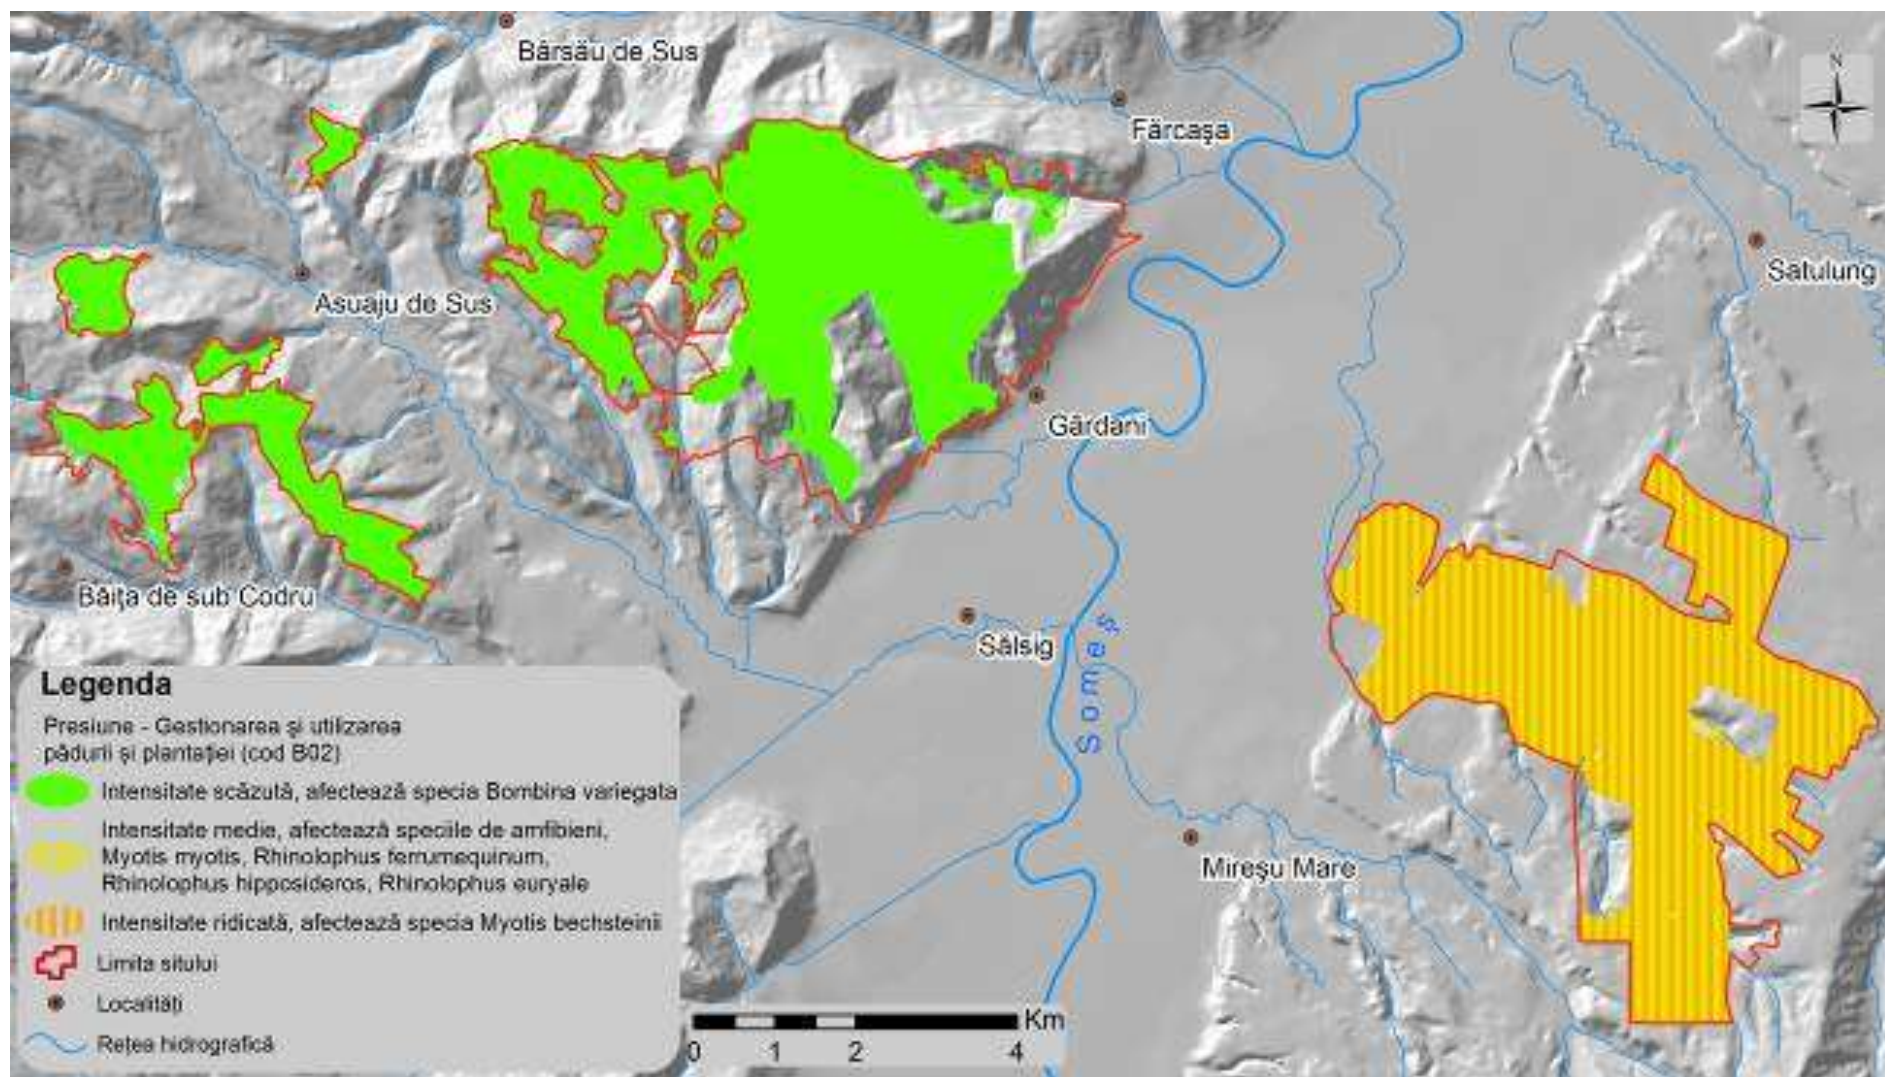 Bârsău de Sus
N
Fărcaşa
Satulung
Asuaju de Sus
Gârdani
Băiţa de sub Codru
Sălsig
Someş
Mireşu Mare
Legenda
Presiune - Gestionarea şi utilizarea
pădurii şi plantaţiei (cod B02)
Intensitate scăzută, afectează specia Bombina variegata
Intensitate medie, afectează speciile de amfibieni,
Myotis myotis, Rhinolophus ferrumequinum,
Rhinolophus hipposideros, Rhinolophus euryale
Intensitate ridicată, afectează specia Myotis bechsteinii
Limita sitului
Localităţi
Reţea hidrografică
Km
0 1 2 4